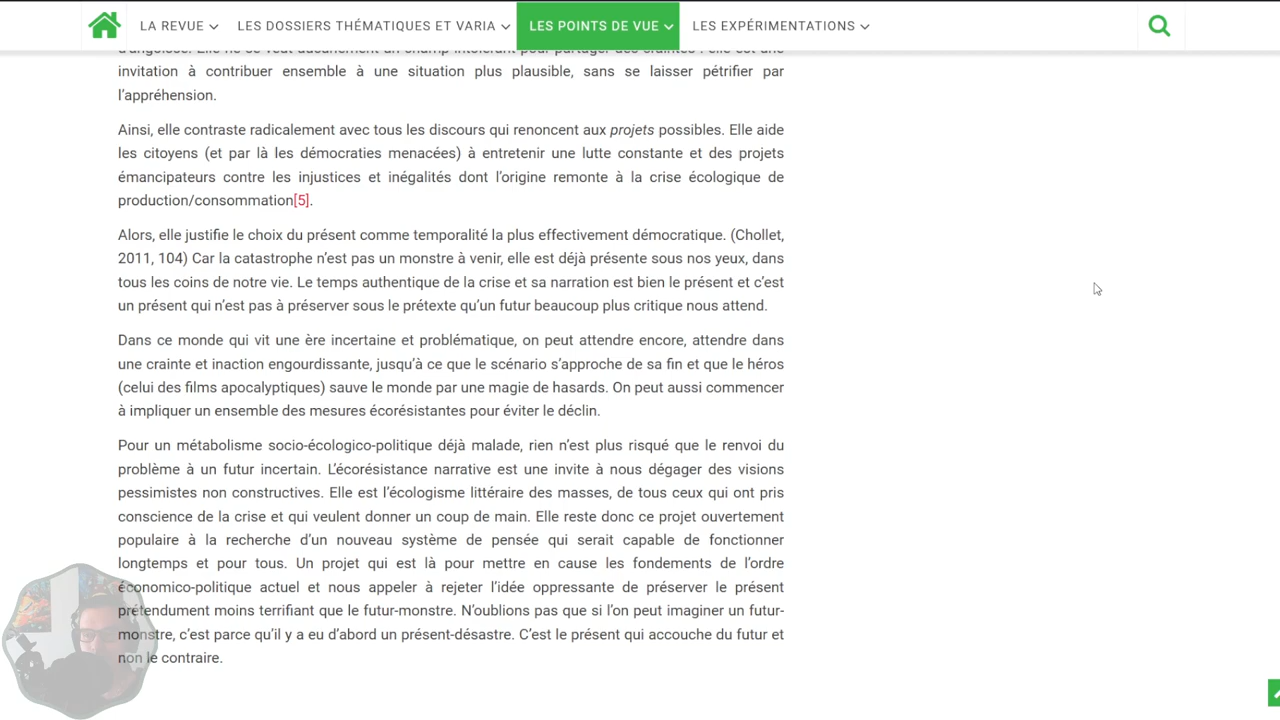 LA REVUE
LES DOSSIERS THÉMATIQUES ET VARIA
LES POINTS DE VUE
LES EXPÉRIMENTATIONS
d'angoisse. Elle ne se veut aucunement un champ intolérant pour partager des craintes : elle est une
invitation à contribuer ensemble à une situation plus plausible, sans se laisser pétrifier par
l'appréhension.
Ainsi, elle contraste radicalement avec tous les discours qui renoncent aux projets possibles. Elle aide
les citoyens (et par là les démocraties menacées) à entretenir une lutte constante et des projets
émancipateurs contre les injustices et inégalités dont l'origine remonte à la crise écologique de
production/consommation[5].
Alors, elle justifie le choix du présent comme temporalité la plus effectivement démocratique. (Chollet,
2011, 104) Car la catastrophe n'est pas un monstre à venir, elle est déjà présente sous nos yeux, dans
tous les coins de notre vie. Le temps authentique de la crise et sa narration est bien le présent et c'est
un présent qui n'est pas à préserver sous le prétexte qu'un futur beaucoup plus critique nous attend.
Dans ce monde qui vit une ère incertaine et problématique, on peut attendre encore, attendre dans
une crainte et inaction engourdissante, jusqu'à ce que le scénario s'approche de sa fin et que le héros
(celui des films apocalyptiques) sauve le monde par une magie de hasards. On peut aussi commencer
à impliquer un ensemble des mesures écorésistantes pour éviter le déclin.
Pour un métabolisme socio-écologico-politique déjà malade, rien n'est plus risqué que le renvoi du
problème à un futur incertain. L'écorésistance narrative est une invite à nous dégager des visions
pessimistes non constructives. Elle est l'écologisme littéraire des masses, de tous ceux qui ont pris
conscience de la crise et qui veulent donner un coup de main. Elle reste donc ce projet ouvertement
populaire à la recherche d'un nouveau système de pensée qui serait capable de fonctionner
longtemps et pour tous. Un projet qui est là pour mettre en cause les fondements de l'ordre
économico-politique actuel et nous appeler à rejeter l'idée oppressante de préserver le présent
prétendument moins terrifiant que le futur-monstre. N'oublions pas que si l'on peut imaginer un futur-
monstre, c'est parce qu'il y a eu d'abord un présent-désastre. C'est le présent qui accouche du futur et
non le contraire.